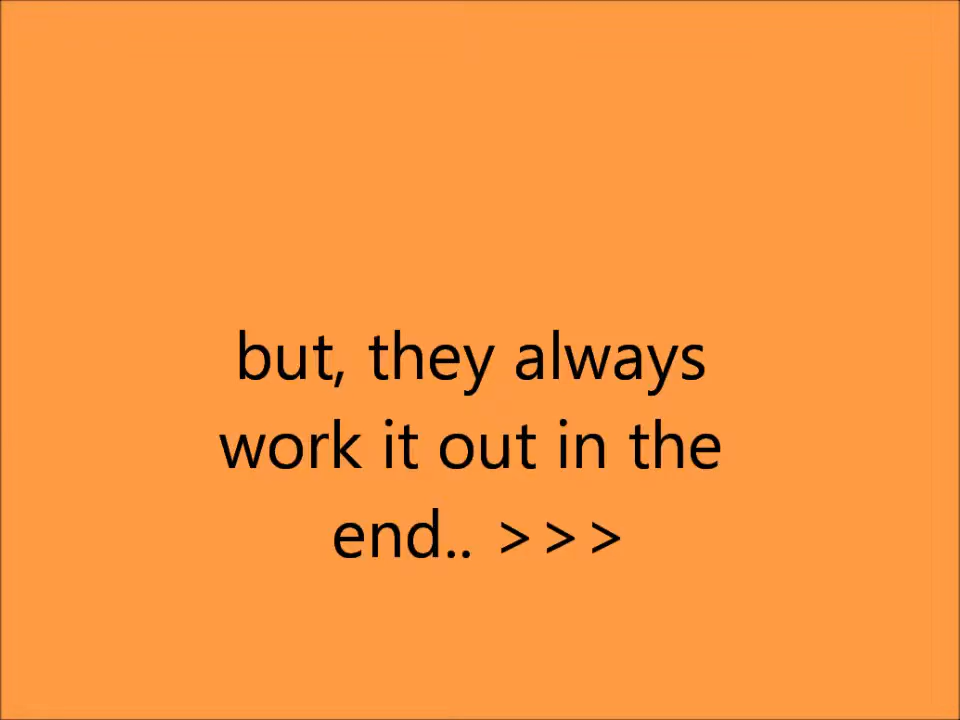 but, they always
work it out in the
end.. >>>